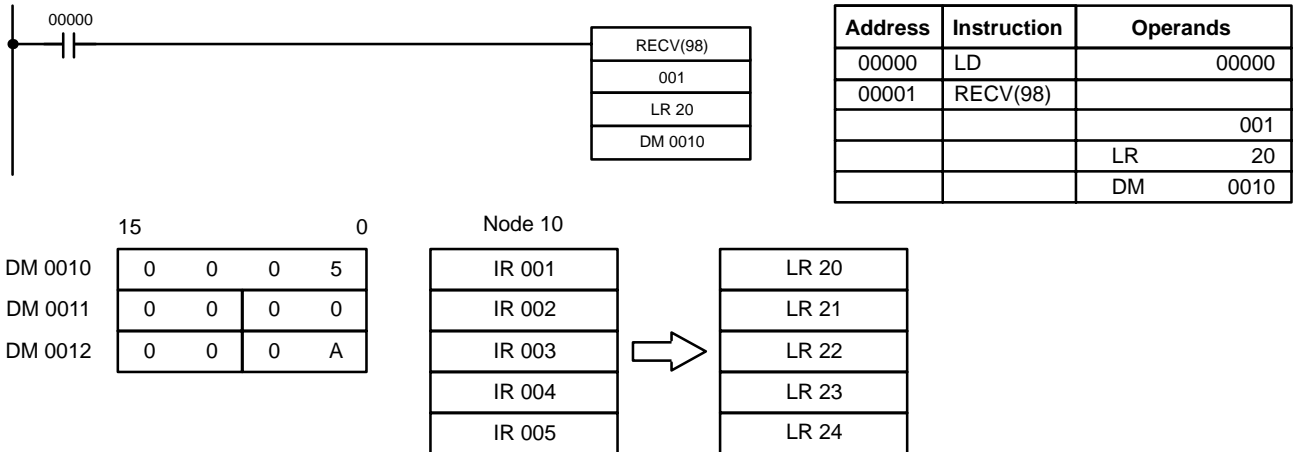 00000
RECV(98)
001
LR 20
DM 0010
Address Instruction Operands
00000 LD 00000
00001 RECV(98)
001
LR 20
DM 0010
15 0 Node 10
DM 0010 0 0 0 5 IR 001 LR 20
DM 0011 0 0 0 0 IR 002 LR 21
DM 0012 0 0 0 A IR 003 LR 22
IR 004 LR 23
IR 005 LR 24